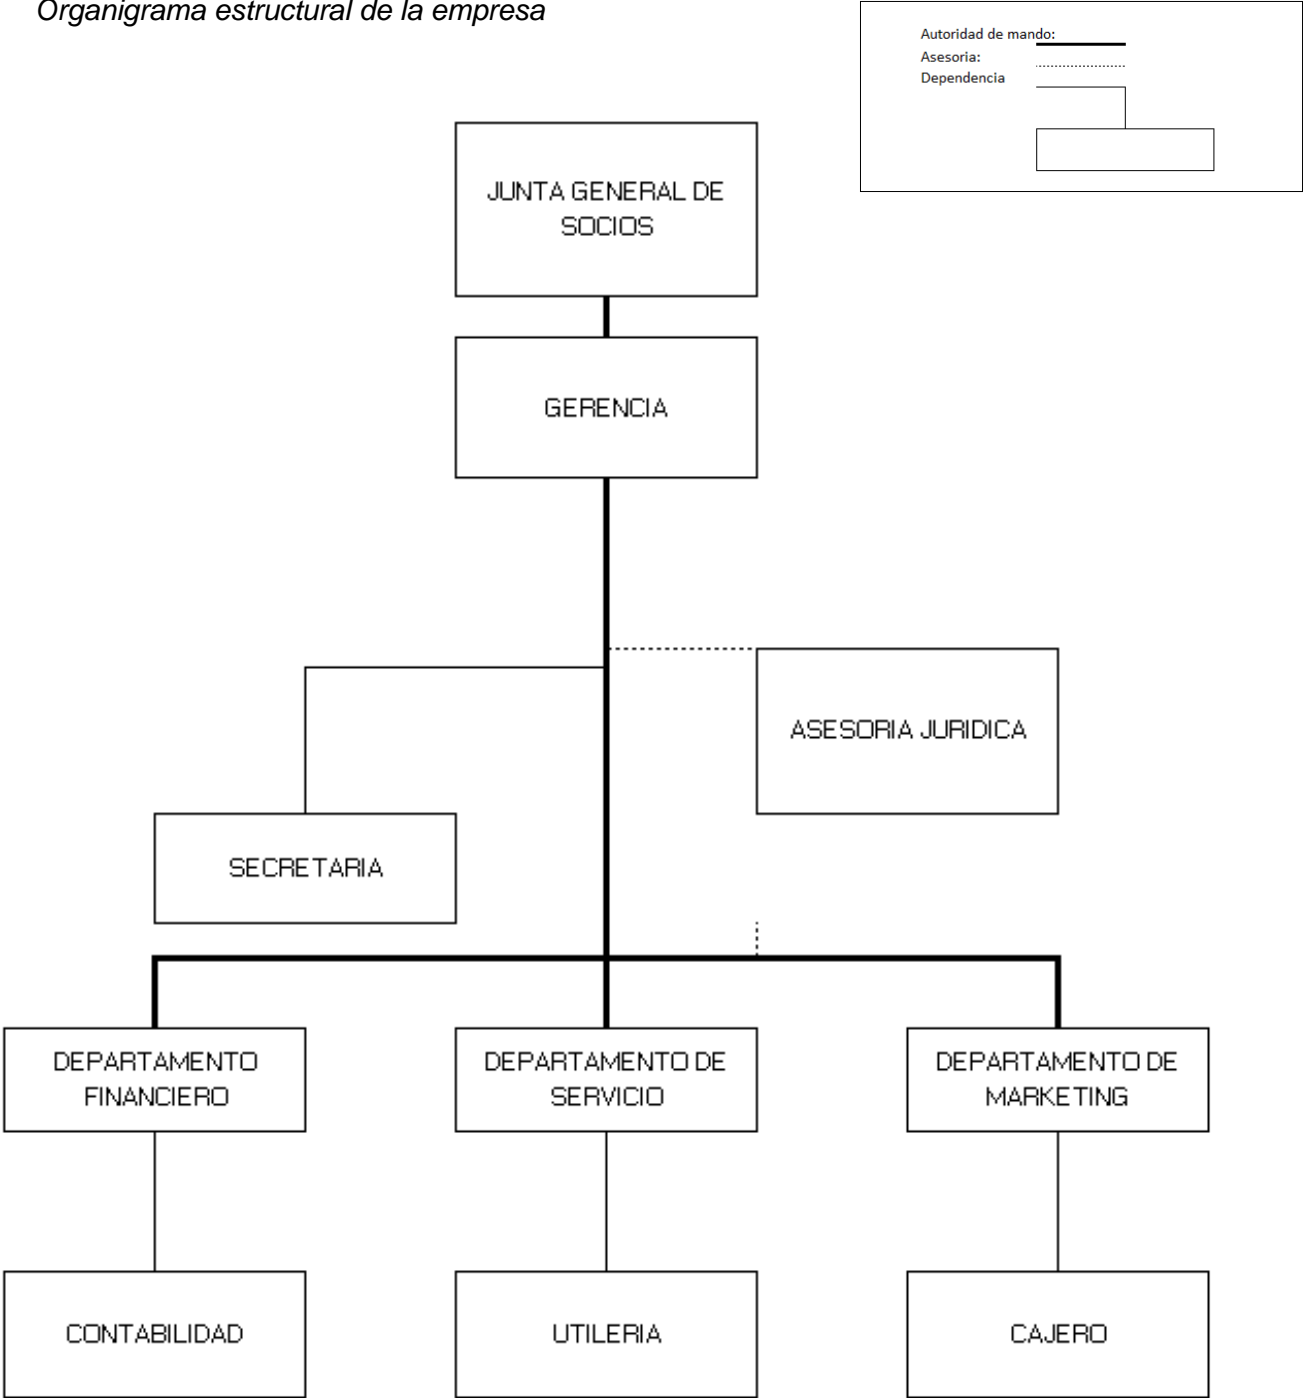 Organigrama estructural de la empresa
Autoridad de mando:
Asesoria:
Dependencia
JUNTA GENERAL DE
SOCIOS
GERENCIA
ASESORIA JURIDICA
SECRETARIA
DEPARTAMENTO
FINANCIERO
DEPARTAMENTO DE
SERVICIO
DEPARTAMENTO DE
MARKETING
CONTABILIDAD
UTILERIA
CAJERO